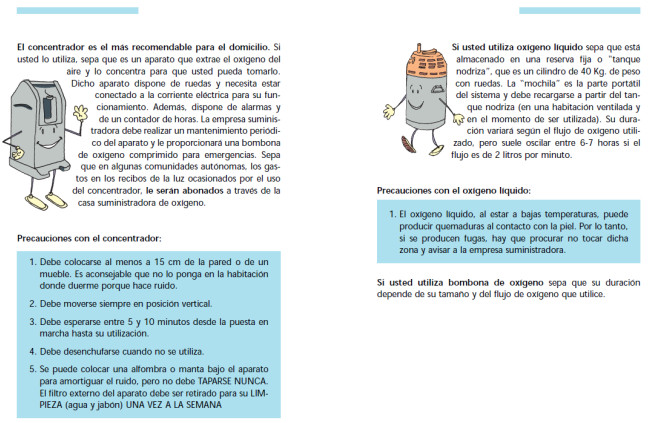 El concentrador es el más recomendable para el domicilio. Si
usted lo utiliza, sepa que es un aparato que extrae el oxígeno del
aire y lo concentra para que usted pueda tomarlo.
Dicho aparato dispone de ruedas y necesita estar
conectado a la corriente eléctrica para su fun-
cionamiento. Además, dispone de alarmas y
de un contador de horas. La empresa suminis-
tradora debe realizar un mantenimiento periódi-
co del aparato y le proporcionará una bombona
de oxígeno comprimido para emergencias. Sepa
que en algunas comunidades autónomas, los gas-
tos en los recibos de la luz ocasionados por el uso
del concentrador, le serán abonados a través de la
casa suministradora de oxígeno.
Precauciones con el concentrador:
1. Debe colocarse al menos a 15 cm de la pared o de un
mueble. Es aconsejable que no lo ponga en la habitación
donde duerme porque hace ruido.
2. Debe moverse siempre en posición vertical.
3. Debe esperarse entre 5 y 10 minutos desde la puesta en
marcha hasta su utilización.
4. Debe desenchufarse cuando no se utiliza.
5. Se puede colocar una alfombra o manta bajo el aparato
para amortiguar el ruido, pero no debe TAPARSE NUNCA.
El filtro externo del aparato debe ser retirado para su LIM-
PIEZA (agua y jabón) UNA VEZ A LA SEMANA
Si usted utiliza oxígeno líquido sepa que está
almacenado en una reserva fija o "tanque
nodriza", que es un cilindro de 40 Kg. de peso
con ruedas. La "mochila" es la parte portátil
del sistema y debe recargarse a partir del tan-
que nodriza (en una habitación ventilada y
en el momento de ser utilizada). Su dura-
ción variará según el flujo de oxígeno utili-
zado, pero suele oscilar entre 6-7 horas si el
flujo es de 2 litros por minuto.
Precauciones con el oxígeno líquido:
1. El oxígeno líquido, al estar a bajas temperaturas, puede
producir quemaduras al contacto con la piel. Por lo tanto,
si se producen fugas, hay que procurar no tocar dicha
zona y avisar a la empresa suministradora.
Si usted utiliza bombona de oxígeno sepa que su duración
depende de su tamaño y del flujo de oxígeno que utilice.